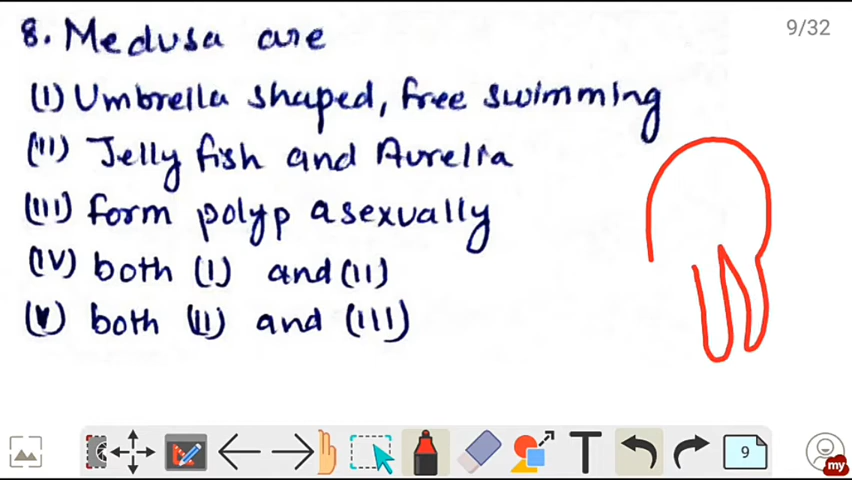 9/32
8. Medusa are
(I) Umbrella shaped, free swimming
(II) Jelly fish and Aurelia
(III) form polyp asexually
(IV) both (I) and (II)
(V) both (II) and (III)
T
9
my